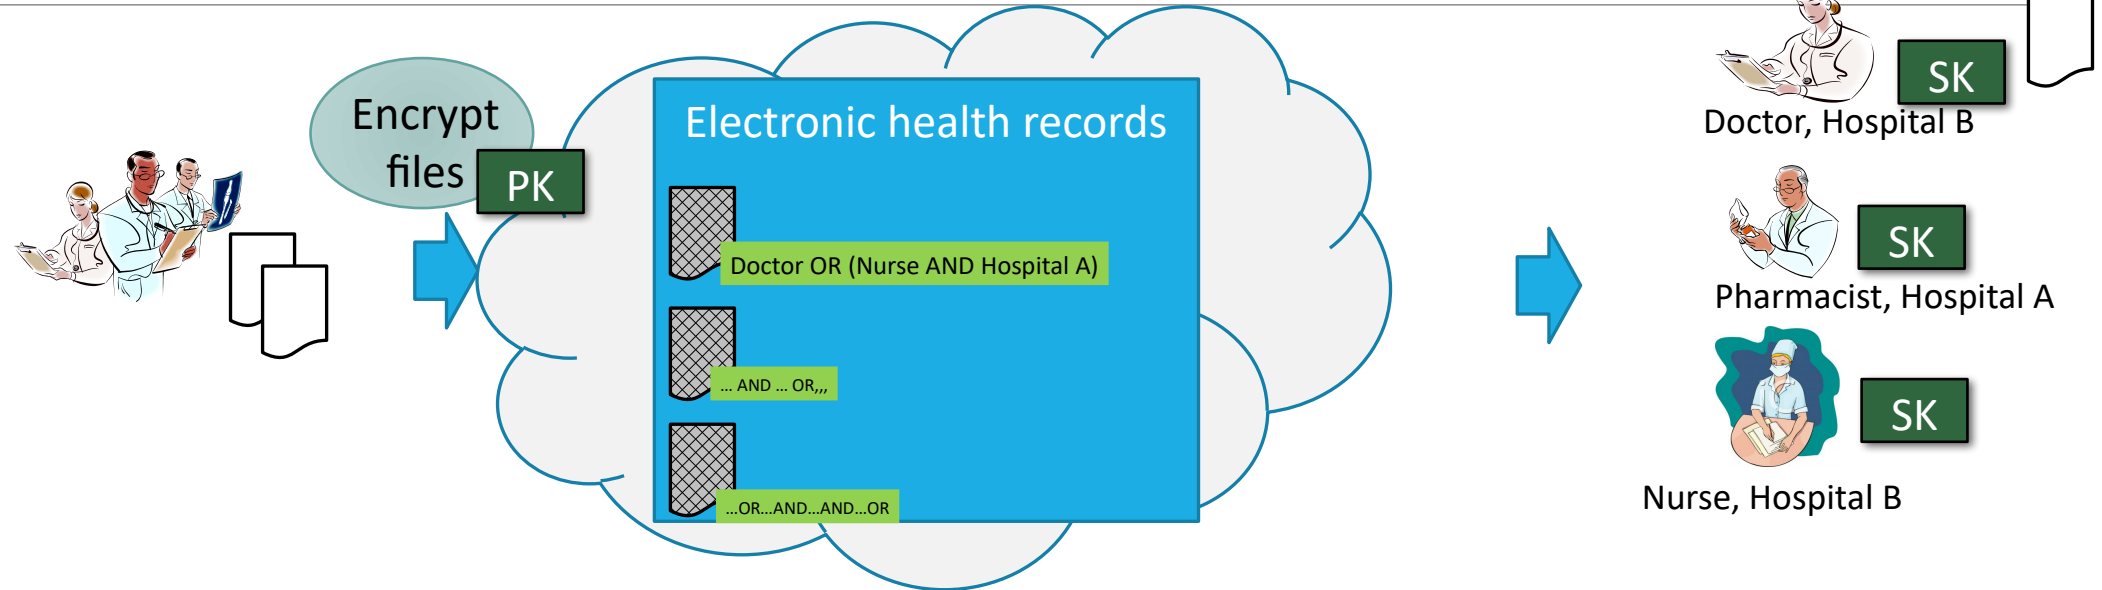 Encrypt
files
PK
Electronic health records
Doctor OR (Nurse AND Hospital A)
... AND ... OR,,,
...OR...AND...AND...OR
SK
Doctor, Hospital B
SK
Pharmacist, Hospital A
SK
Nurse, Hospital B